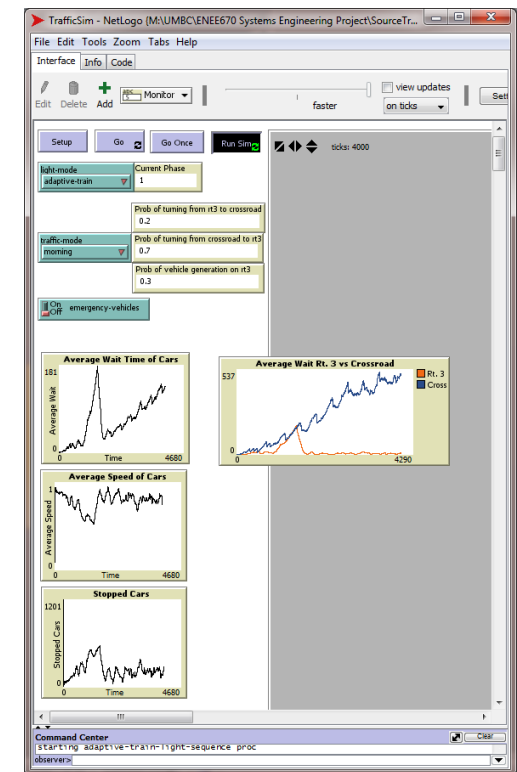 TrafficSim - NetLogo {M:\UMBC\ENEE670 Systems Engineering Project\SourceTr...
File Edit Tools Zoom Tabs Help
Interface Info Code
Edit Delete Add
abc Monitor
faster
view updates
on ticks
Sett
Setup Go Go Once Run Sim
ticks: 4000
light-mode
adaptive-train
Current Phase
1
Prob of turning from rt3 to crossroad
0.2
traffic-mode
morning
Prob of turning from crossroad to rt3
0.7
Prob of vehicle generation on rt3
0.3
On
Off
emergency-vehicles
Average Wait Time of Cars
181
Average Wait
0
0 Time 4680
Average Wait Rt. 3 vs Crossroad
537
0
0 4290
Rt. 3
Cross
Average Speed of Cars
1
Average Speed
0
0 Time 4680
Stopped Cars
1201
Stopped Cars
0
0 Time 4680
Command Center
Clear
starting adaptive-train-light-sequence proc
observer>